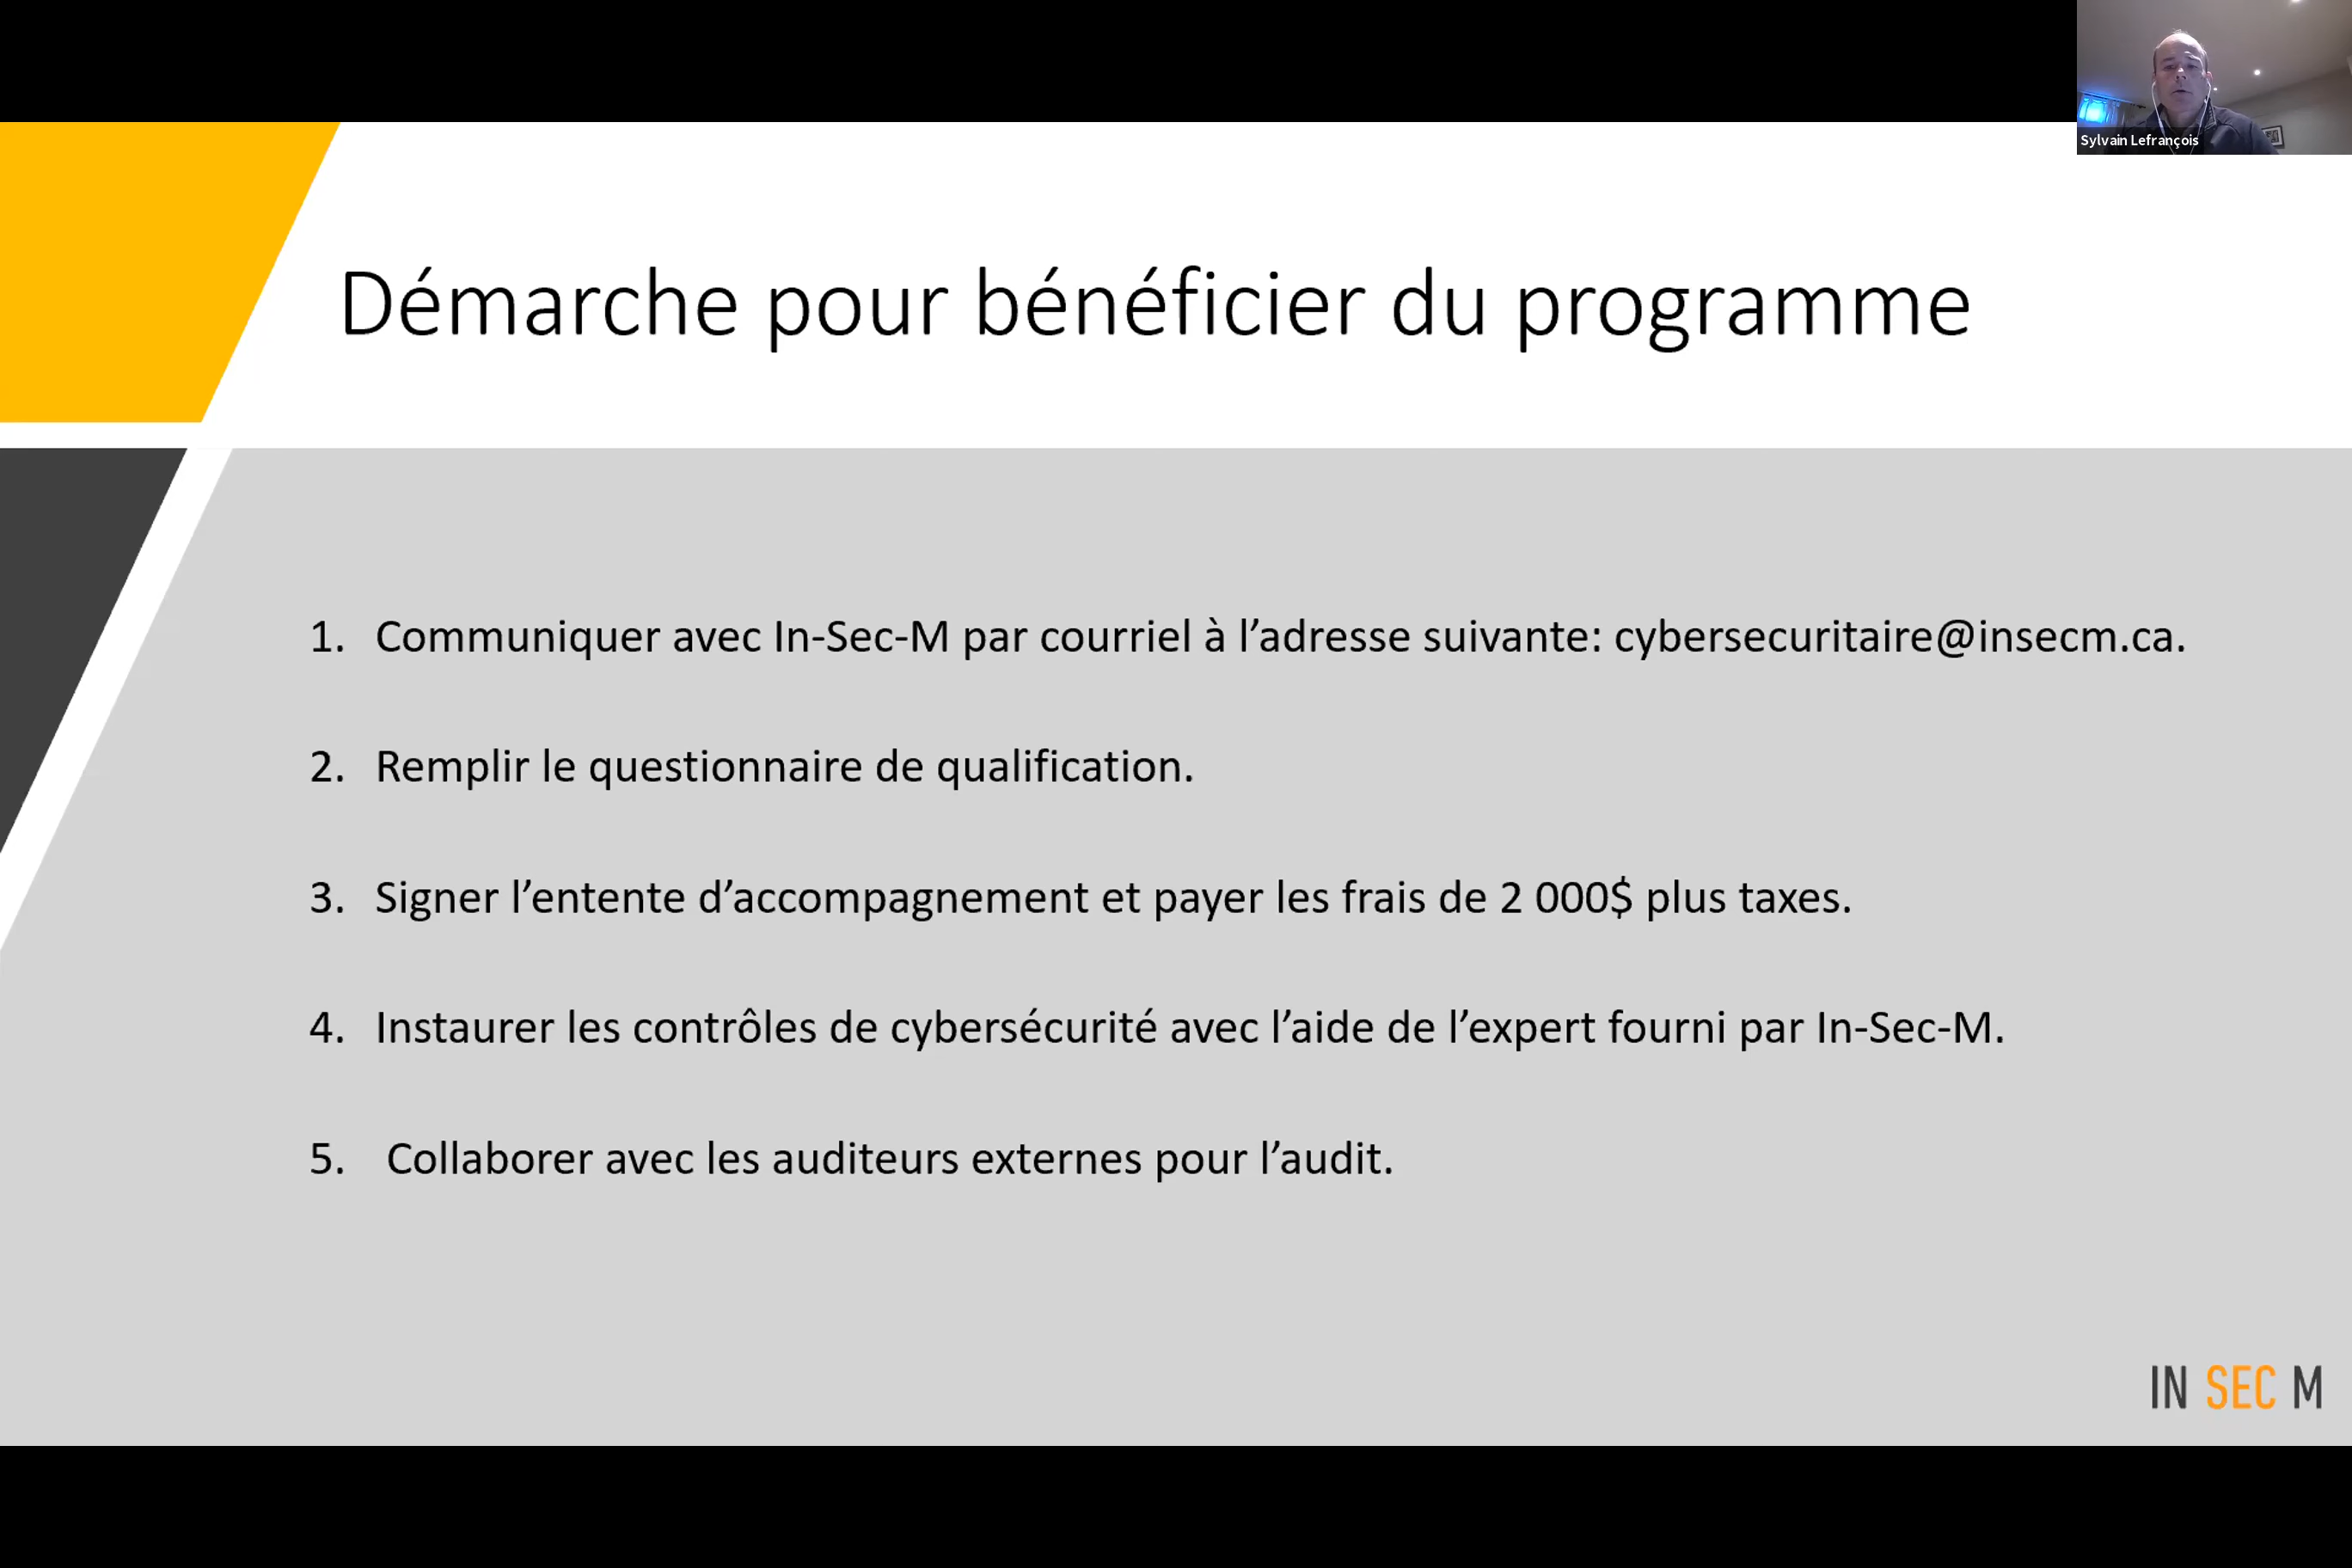 Sylvain Lefrançois
Démarche pour bénéficier du programme
1. Communiquer avec In-Sec-M par courriel à l’adresse suivante: cybersecuritaire@insecm.ca.
2. Remplir le questionnaire de qualification.
3. Signer l’entente d’accompagnement et payer les frais de 2 000$ plus taxes.
4. Instaurer les contrôles de cybersécurité avec l’aide de l’expert fourni par In-Sec-M.
5. Collaborer avec les auditeurs externes pour l’audit.
IN SEC M